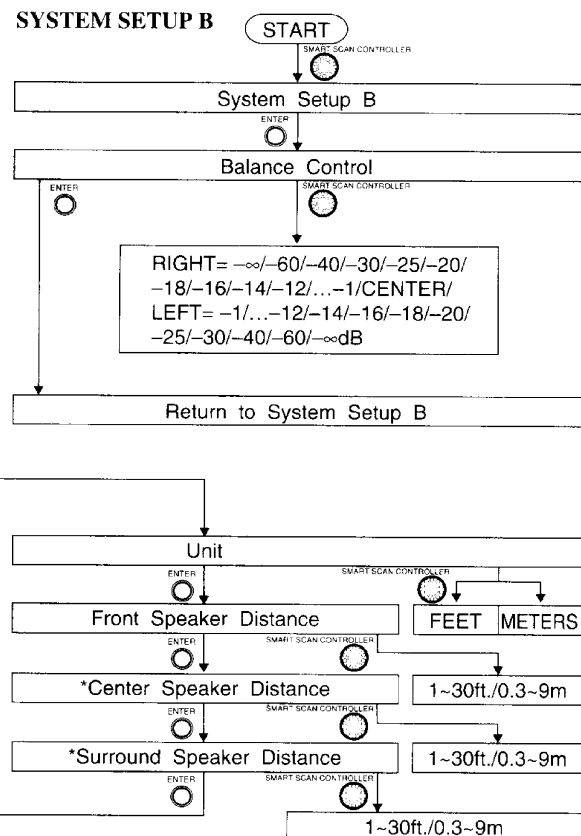 SYSTEM SETUP B
START
SMART SCAN CONTROLLER
System Setup B
ENTER
Balance Control
ENTER
SMART SCAN CONTROLLER
RIGHT= –∞/–60/–40/–30/–25/–20/
–18/–16/–14/–12/...–1/CENTER/
LEFT= –1/...–12/–14/–16/–18/–20/
–25/–30/–40/–60/–∞dB
Return to System Setup B
Unit
ENTER
SMART SCAN CONTROLLER
Front Speaker Distance
FEET METERS
ENTER
SMART SCAN CONTROLLER
*Center Speaker Distance
1~30ft./0.3~9m
ENTER
SMART SCAN CONTROLLER
*Surround Speaker Distance
1~30ft./0.3~9m
ENTER
SMART SCAN CONTROLLER
1~30ft./0.3~9m